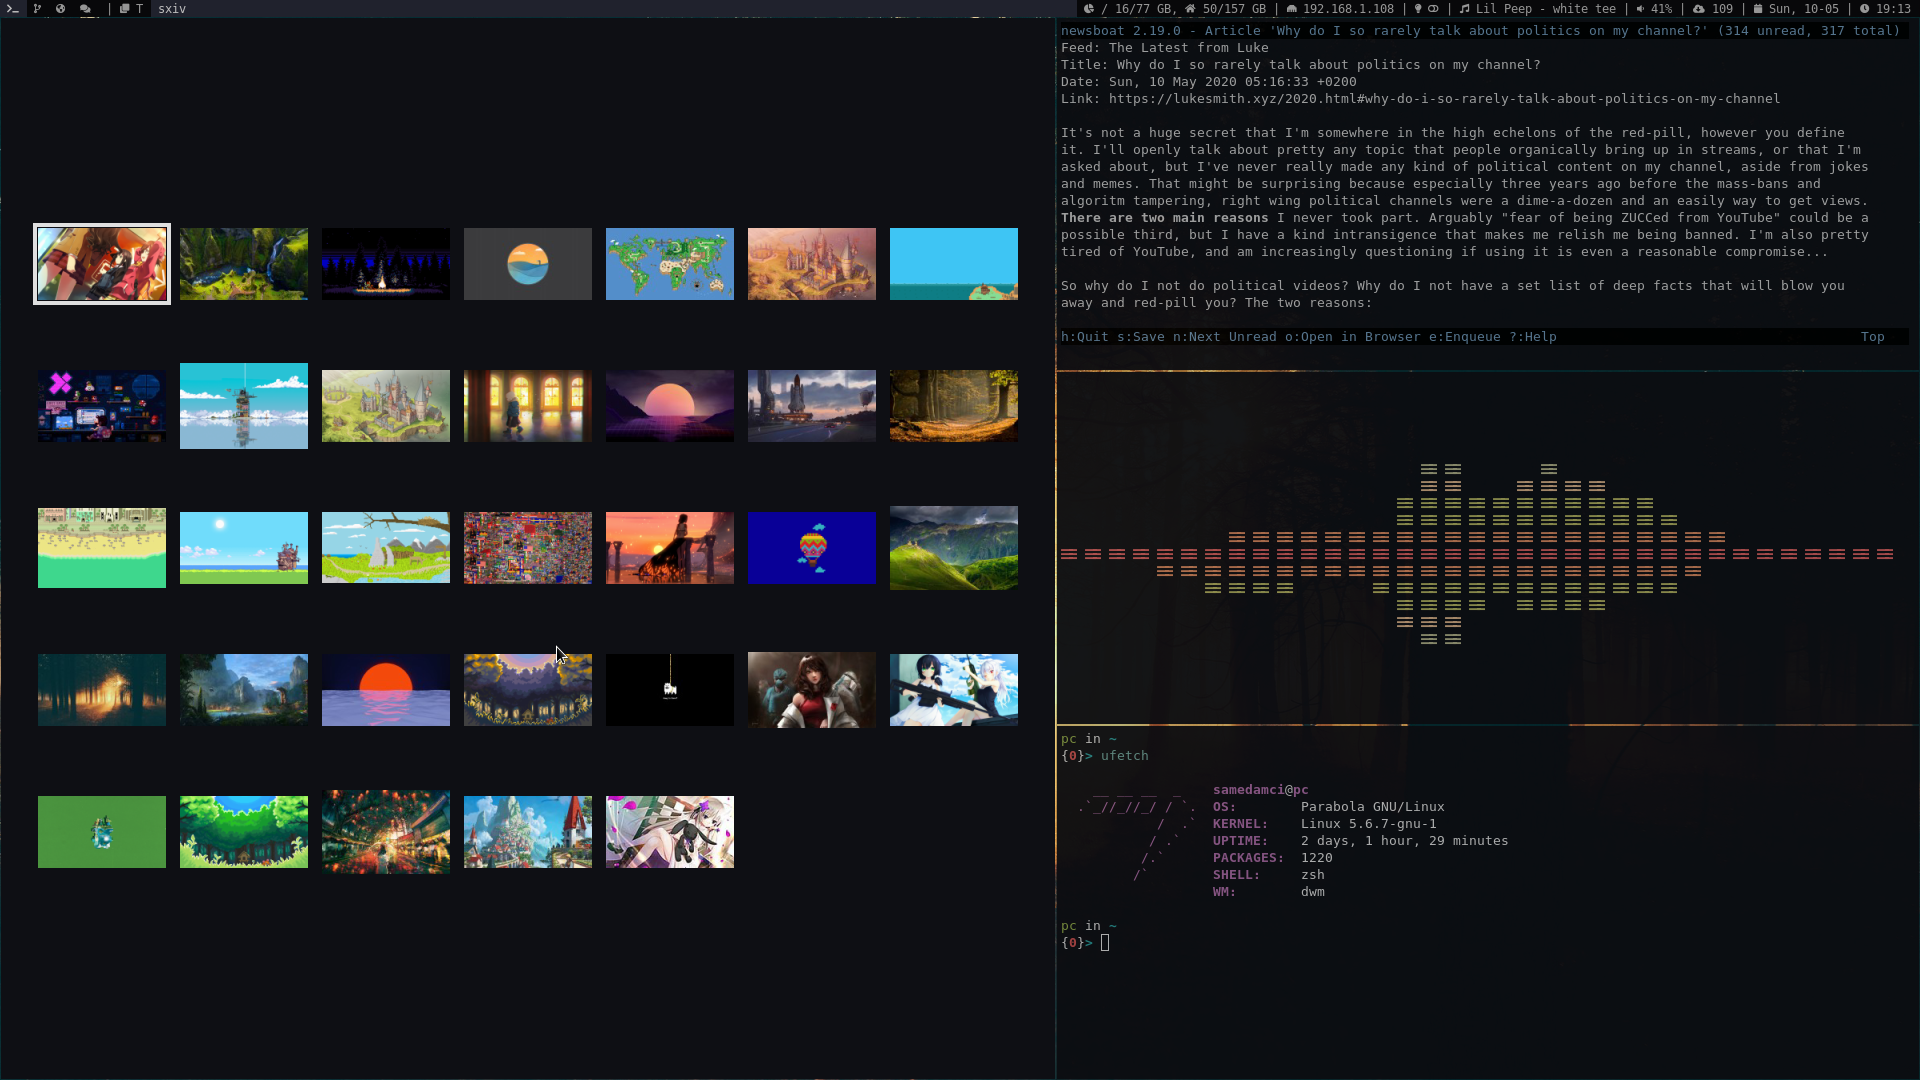 T sxiv
/ 16/77 GB, 50/157 GB | 192.168.1.108 | | Lil Peep - white tee | 41% | 109 | Sun, 10-05 | 19:13
newsboat 2.19.0 - Article 'Why do I so rarely talk about politics on my channel?' (314 unread, 317 total)
Feed: The Latest from Luke
Title: Why do I so rarely talk about politics on my channel?
Date: Sun, 10 May 2020 05:16:33 +0200
Link: https://lukesmith.xyz/2020.html#why-do-i-so-rarely-talk-about-politics-on-my-channel
It's not a huge secret that I'm somewhere in the high echelons of the red-pill, however you define
it. I'll openly talk about pretty any topic that people organically bring up in streams, or that I'm
asked about, but I've never really made any kind of political content on my channel, aside from jokes
and memes. That might be surprising because especially three years ago before the mass-bans and
algoritm tampering, right wing political channels were a dime-a-dozen and an easily way to get views.
There are two main reasons I never took part. Arguably "fear of being ZUCCed from YouTube" could be a
possible third, but I have a kind intransigence that makes me relish me being banned. I'm also pretty
tired of YouTube, and am increasingly questioning if using it is even a reasonable compromise...
So why do I not do political videos? Why do I not have a set list of deep facts that will blow you
away and red-pill you? The two reasons:
h:Quit s:Save n:Next Unread o:Open in Browser e:Enqueue ?:Help Top
pc in ~
{0}> ufetch
samedamci@pc
OS: Parabola GNU/Linux
KERNEL: Linux 5.6.7-gnu-1
UPTIME: 2 days, 1 hour, 29 minutes
PACKAGES: 1220
SHELL: zsh
WM: dwm
pc in ~
{0}>